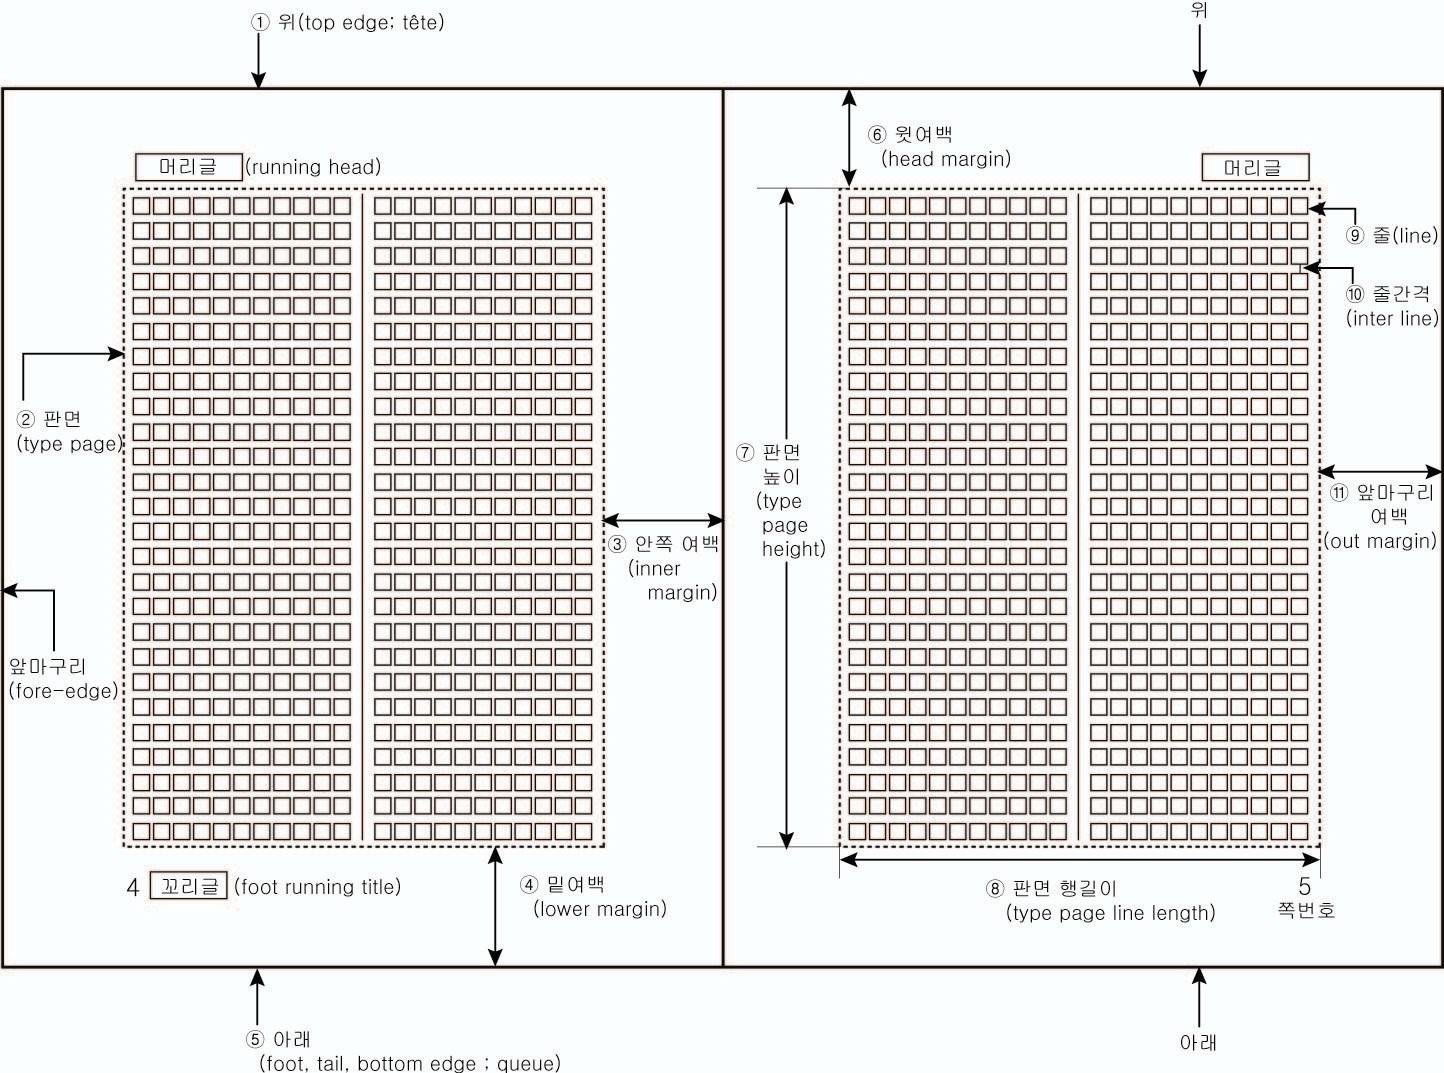 ① 위(top edge; tête)
위
⑥ 윗여백
(head margin)
머리글 (running head)
머리글
⑨ 줄(line)
⑩ 줄간격
(inter line)
② 판면
(type page)
⑦ 판면
높이
(type
page
height)
⑪ 앞마구리
여백
(out margin)
③ 안쪽 여백
(inner
margin)
앞마구리
(fore-edge)
4 꼬리글 (foot running title)
④ 밑여백
(lower margin)
⑧ 판면 행길이
(type page line length)
5
쪽번호
⑤ 아래
(foot, tail, bottom edge ; queue)
아래